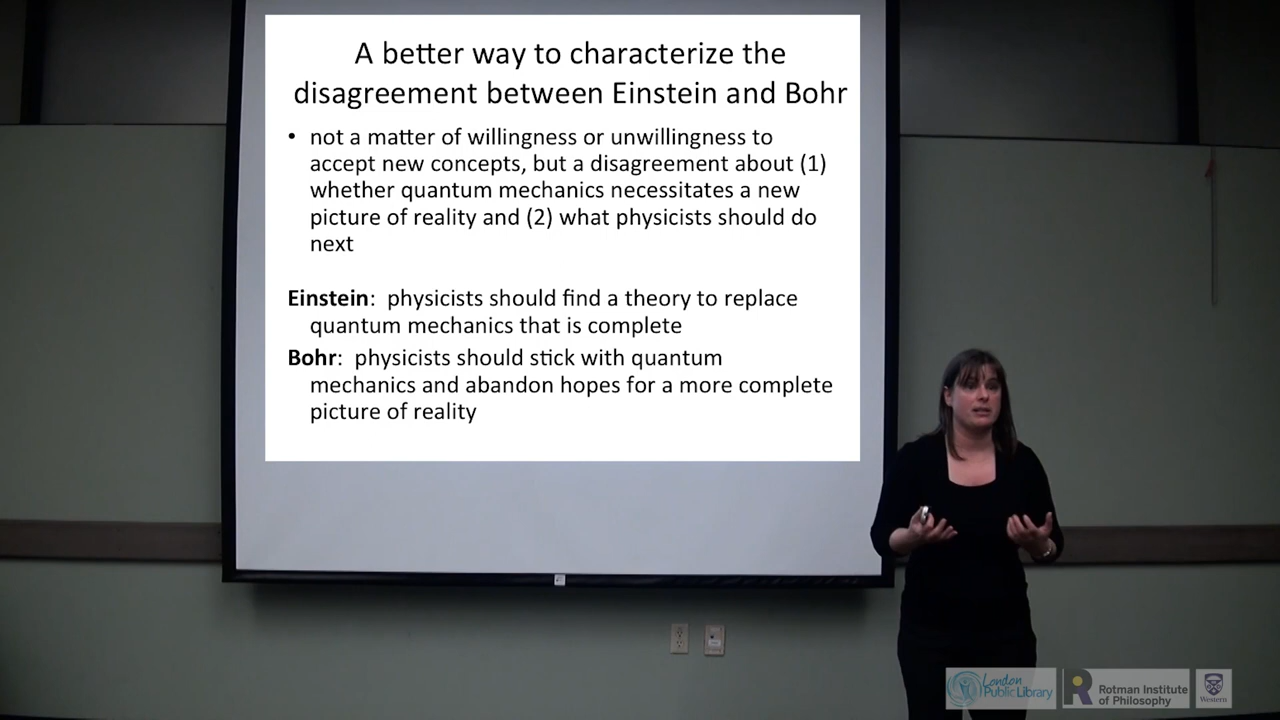 A better way to characterize the
disagreement between Einstein and Bohr
• not a matter of willingness or unwillingness to
accept new concepts, but a disagreement about (1)
whether quantum mechanics necessitates a new
picture of reality and (2) what physicists should do
next
Einstein: physicists should find a theory to replace
quantum mechanics that is complete
Bohr: physicists should stick with quantum
mechanics and abandon hopes for a more complete
picture of reality
London
Public Library
Rotman Institute
of Philosophy
Western